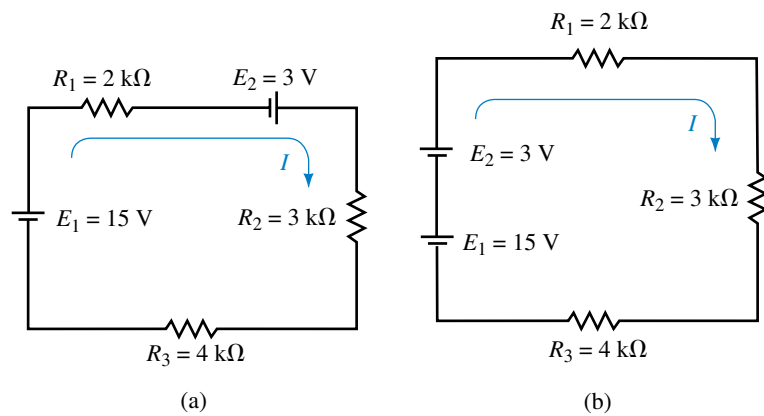 R₁ = 2 kΩ
E₂ = 3 V
I
E₁ = 15 V
R₂ = 3 kΩ
R₃ = 4 kΩ
(a)
R₁ = 2 kΩ
I
E₂ = 3 V
R₂ = 3 kΩ
E₁ = 15 V
R₃ = 4 kΩ
(b)